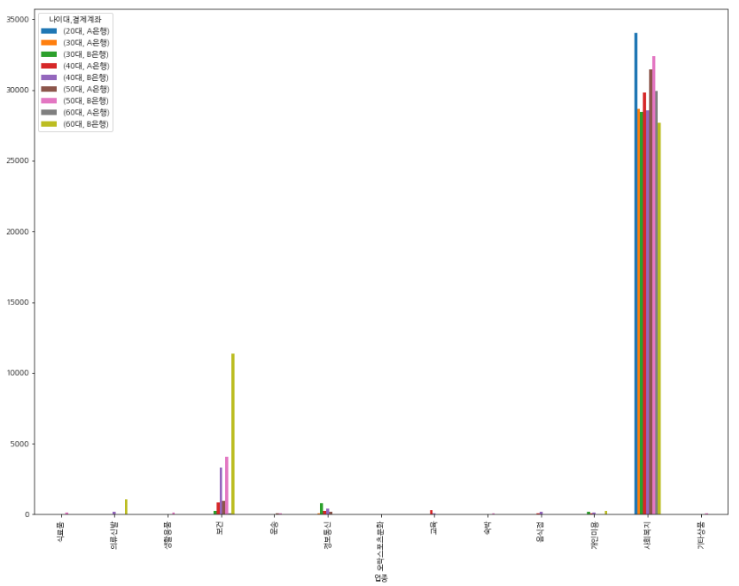 나이대,결제계좌
(20대, A은행)
(30대, A은행)
(30대, B은행)
(40대, A은행)
(40대, B은행)
(50대, A은행)
(50대, B은행)
(60대, A은행)
(60대, B은행)
35000
30000
25000
20000
15000
10000
5000
0
식료품
의류신발
생활용품
보건
운송
정보통신
오락스포츠문화
교육
숙박
음식점
개인미용
사회복지
기타상품
업종